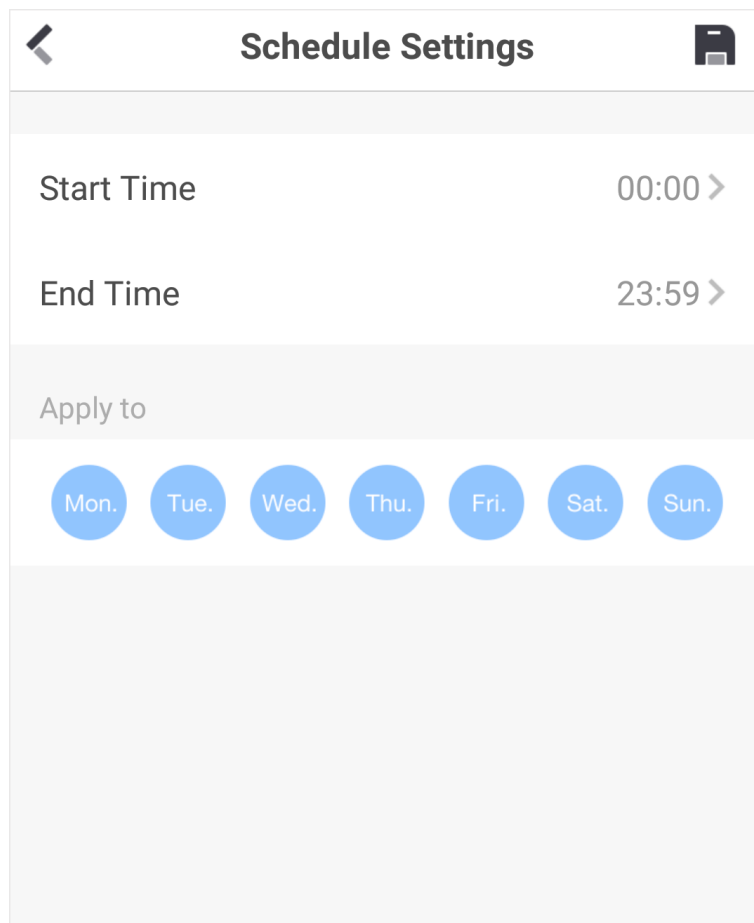 Schedule Settings
Start Time 00:00
End Time 23:59
Apply to
Mon. Tue. Wed. Thu. Fri. Sat. Sun.